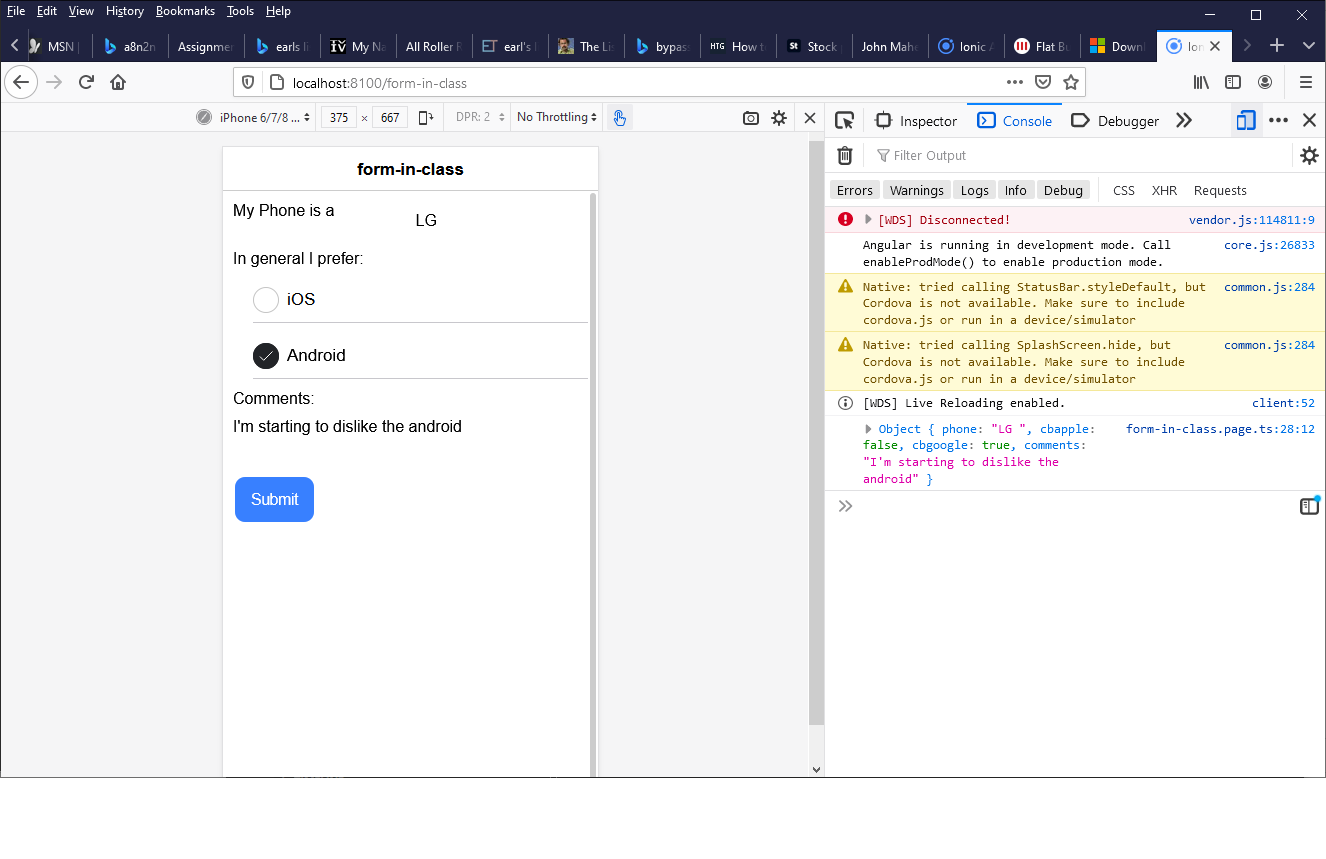 File Edit View History Bookmarks Tools Help
MSN a8n2n Assignmen earls li My Na All Roller R earl's The Lis bypas How t Stock John Mahe Ionic A Flat Bu Downl Ion
localhost:8100/form-in-class
iPhone 6/7/8 ... 375 × 667 DPR: 2 No Throttling
Inspector Console Debugger
Filter Output
Errors Warnings Logs Info Debug CSS XHR Requests
form-in-class
My Phone is a
LG
In general I prefer:
iOS
Android
Comments:
I'm starting to dislike the android
Submit
[WDS] Disconnected! vendor.js:114811:9
Angular is running in development mode. Call core.js:26833
enableProdMode() to enable production mode.
Native: tried calling StatusBar.styleDefault, but common.js:284
Cordova is not available. Make sure to include
cordova.js or run in a device/simulator
Native: tried calling SplashScreen.hide, but common.js:284
Cordova is not available. Make sure to include
cordova.js or run in a device/simulator
[WDS] Live Reloading enabled. client:52
Object { phone: "LG ", cbapple: form-in-class.page.ts:28:12
false, cbgoogle: true, comments:
"I'm starting to dislike the
android" }